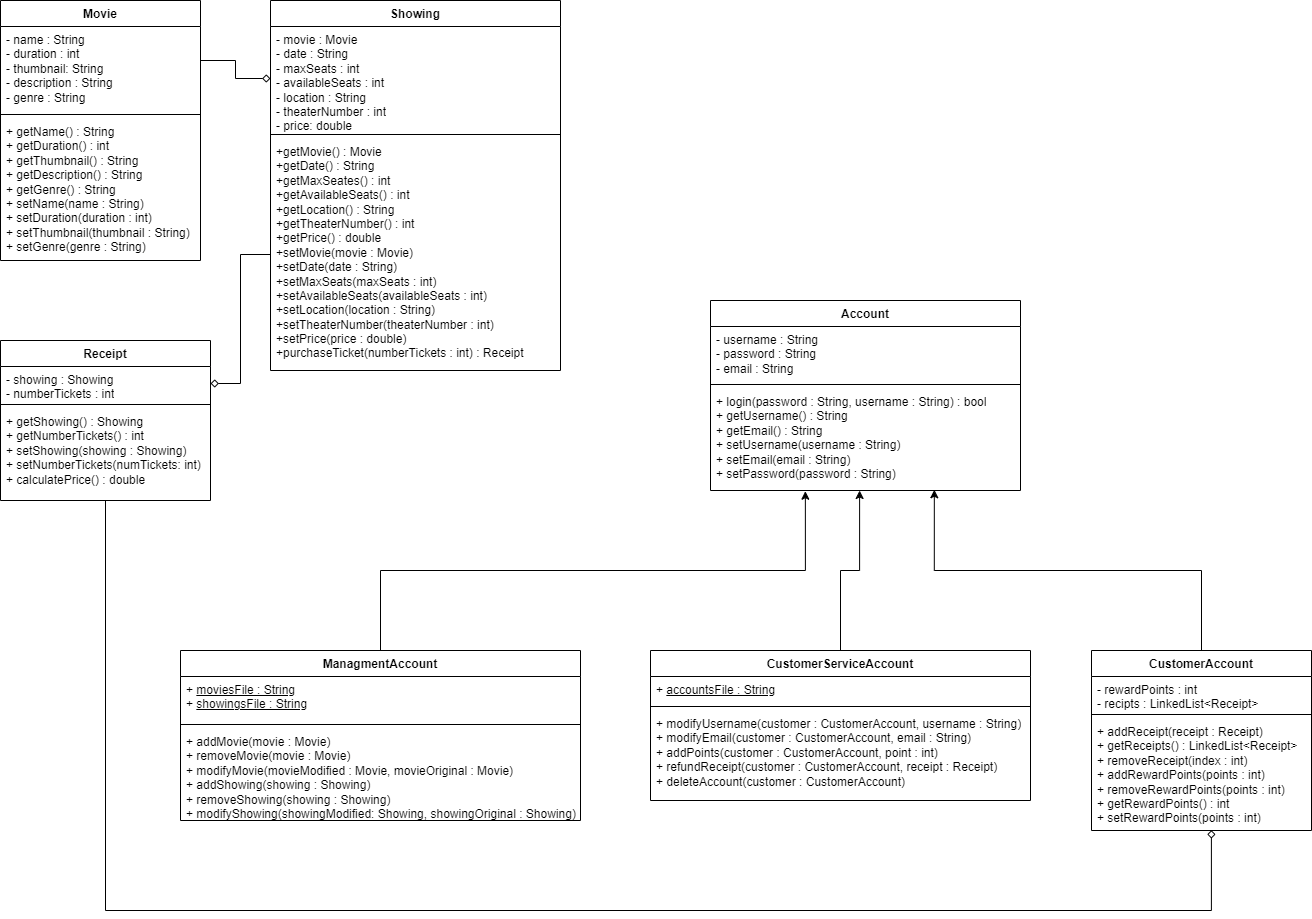 Movie
- name : String
- duration : int
- thumbnail: String
- description : String
- genre : String
+ getName() : String
+ getDuration() : int
+ getThumbnail() : String
+ getDescription() : String
+ getGenre() : String
+ setName(name : String)
+ setDuration(duration : int)
+ setThumbnail(thumbnail : String)
+ setGenre(genre : String)
Showing
- movie : Movie
- date : String
- maxSeats : int
- availableSeats : int
- location : String
- theaterNumber : int
- price: double
+getMovie() : Movie
+getDate() : String
+getMaxSeates() : int
+getAvailableSeats() : int
+getLocation() : String
+getTheaterNumber() : int
+getPrice() : double
+setMovie(movie : Movie)
+setDate(date : String)
+setMaxSeats(maxSeats : int)
+setAvailableSeats(availableSeats : int)
+setLocation(location : String)
+setTheaterNumber(theaterNumber : int)
+setPrice(price : double)
+purchaseTicket(numberTickets : int) : Receipt
Receipt
- showing : Showing
- numberTickets : int
+ getShowing() : Showing
+ getNumberTickets() : int
+ setShowing(showing : Showing)
+ setNumberTickets(numTickets: int)
+ calculatePrice() : double
Account
- username : String
- password : String
- email : String
+ login(password : String, username : String) : bool
+ getUsername() : String
+ getEmail() : String
+ setUsername(username : String)
+ setEmail(email : String)
+ setPassword(password : String)
ManagmentAccount
+ moviesFile : String
+ showingsFile : String
+ addMovie(movie : Movie)
+ removeMovie(movie : Movie)
+ modifyMovie(movieModified : Movie, movieOriginal : Movie)
+ addShowing(showing : Showing)
+ removeShowing(showing : Showing)
+ modifyShowing(showingModified: Showing, showingOriginal : Showing)
CustomerServiceAccount
+ accountsFile : String
+ modifyUsername(customer : CustomerAccount, username : String)
+ modifyEmail(customer : CustomerAccount, email : String)
+ addPoints(customer : CustomerAccount, point : int)
+ refundReceipt(customer : CustomerAccount, receipt : Receipt)
+ deleteAccount(customer : CustomerAccount)
CustomerAccount
- rewardPoints : int
- recipts : LinkedList<Receipt>
+ addReceipt(receipt : Receipt)
+ getReceipts() : LinkedList<Receipt>
+ removeReceipt(index : int)
+ addRewardPoints(points : int)
+ removeRewardPoints(points : int)
+ getRewardPoints() : int
+ setRewardPoints(points : int)